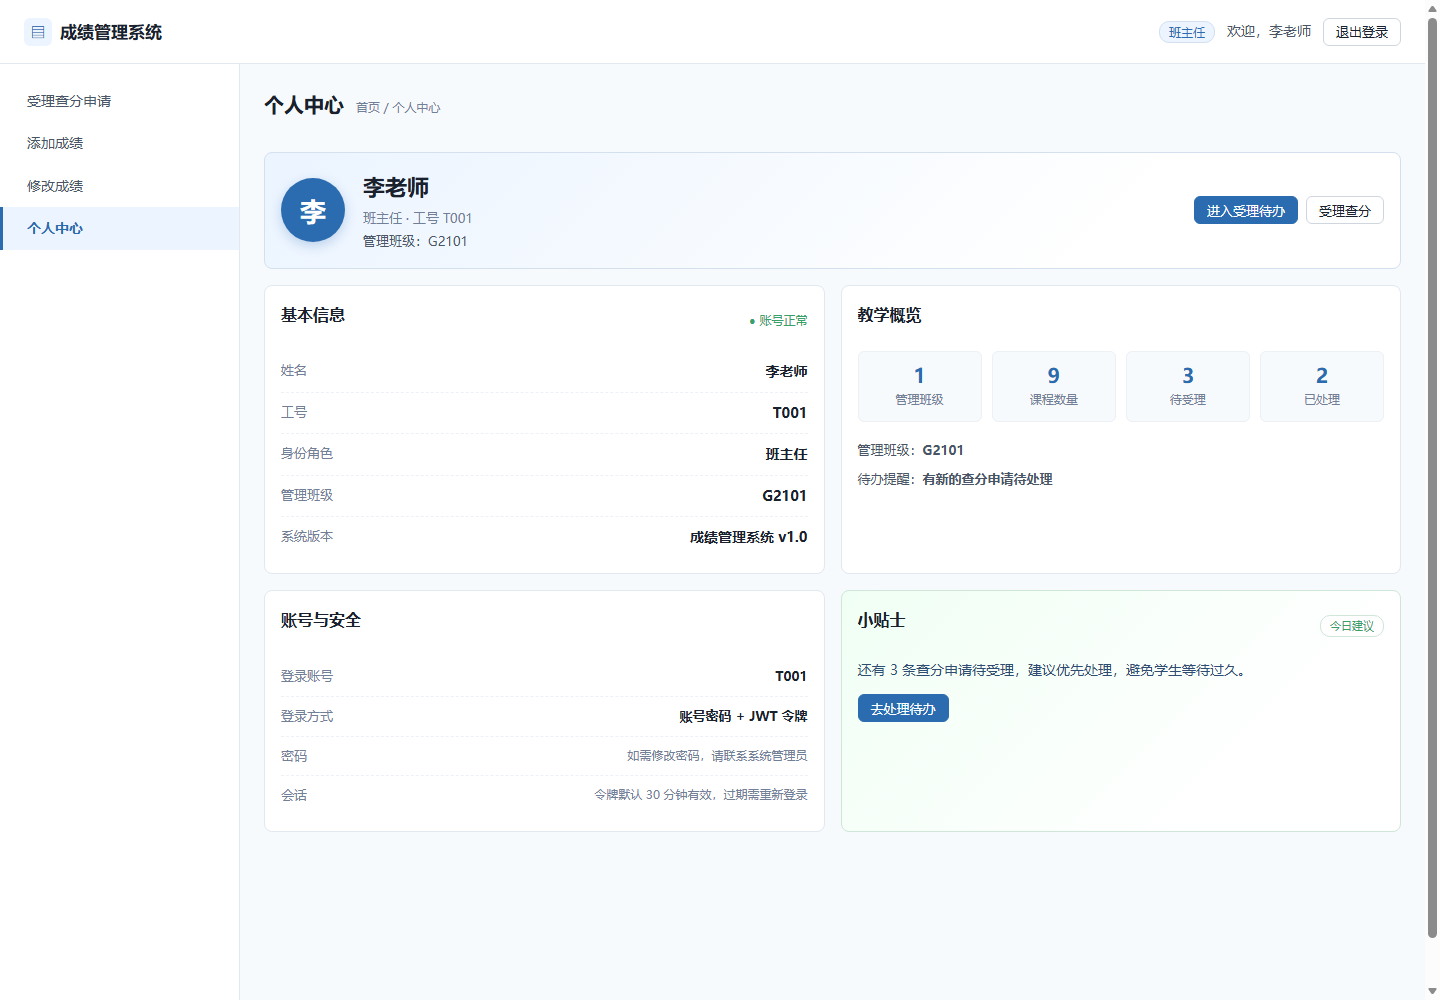 成绩管理系统
班主任
欢迎，李老师
退出登录
受理查分申请
添加成绩
修改成绩
个人中心
个人中心
首页 / 个人中心
李
李老师
班主任 · 工号 T001
管理班级：G2101
进入受理待办
受理查分
基本信息
● 账号正常
姓名
李老师
工号
T001
身份角色
班主任
管理班级
G2101
系统版本
成绩管理系统 v1.0
教学概览
1
管理班级
9
课程数量
3
待受理
2
已处理
管理班级：G2101
待办提醒：有新的查分申请待处理
账号与安全
登录账号
T001
登录方式
账号密码 + JWT 令牌
密码
如需修改密码，请联系系统管理员
会话
令牌默认 30 分钟有效，过期需重新登录
小贴士
今日建议
还有 3 条查分申请待受理，建议优先处理，避免学生等待过久。
去处理待办